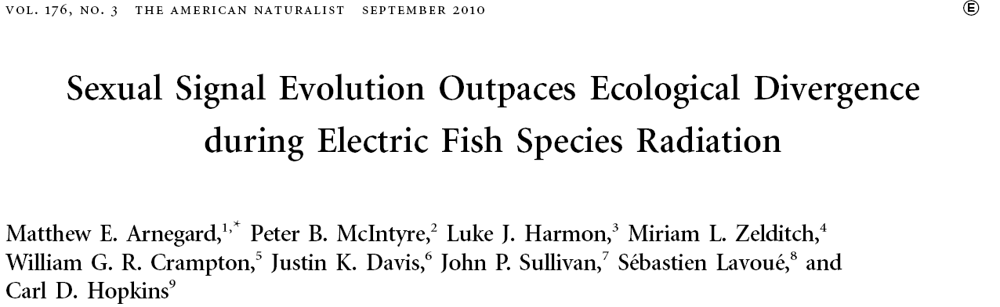 VOL. 176, NO. 3 THE AMERICAN NATURALIST SEPTEMBER 2010 Ⓔ
Sexual Signal Evolution Outpaces Ecological Divergence
during Electric Fish Species Radiation
Matthew E. Arnegard,¹,* Peter B. McIntyre,² Luke J. Harmon,³ Miriam L. Zelditch,⁴
William G. R. Crampton,⁵ Justin K. Davis,⁶ John P. Sullivan,⁷ Sébastien Lavoué,⁸ and
Carl D. Hopkins⁹